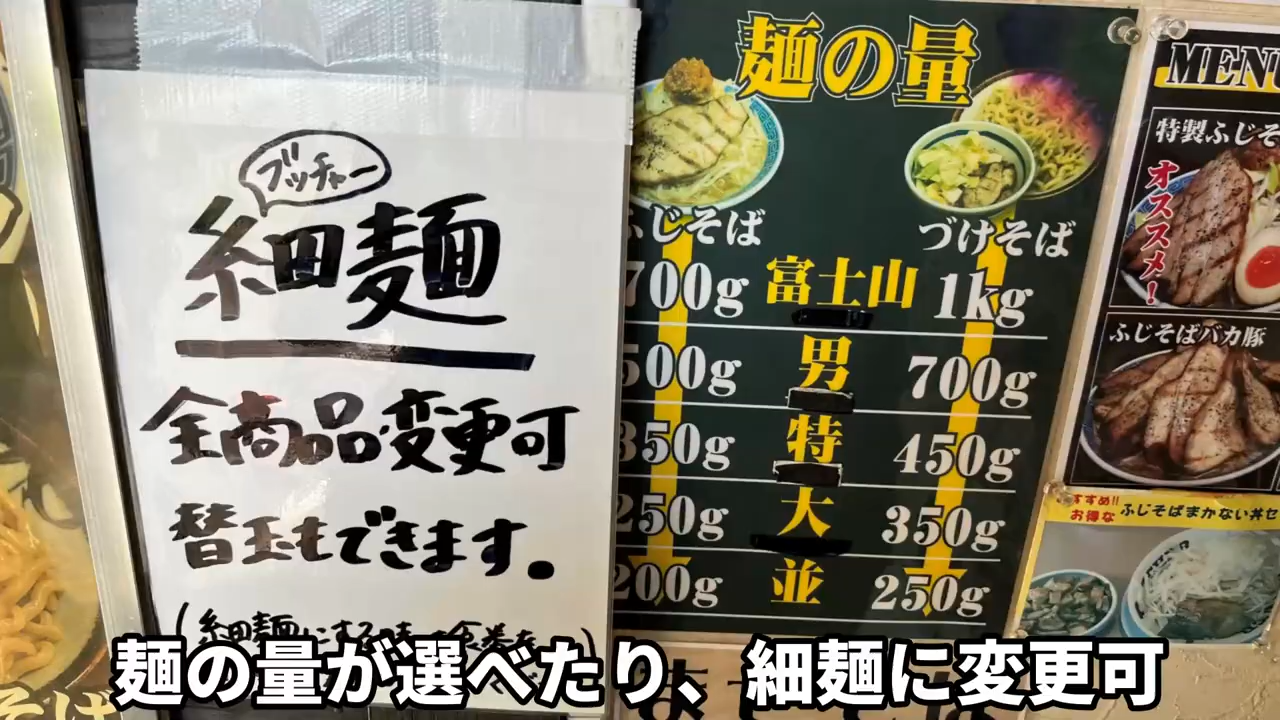 ブッチャー
細麺
全商品変更可
替玉もできます。
麺の量
ふじそば
づけそば
700g 富士山 1kg
500g 男 700g
350g 特 450g
250g 大 350g
200g 並 250g
MENU
特製ふじそ
オススメ!
ふじそばバカ豚
おすすめ!!
お得な
ふじそばまかない丼セ
そば
麺の量が選べたり、細麺に変更可